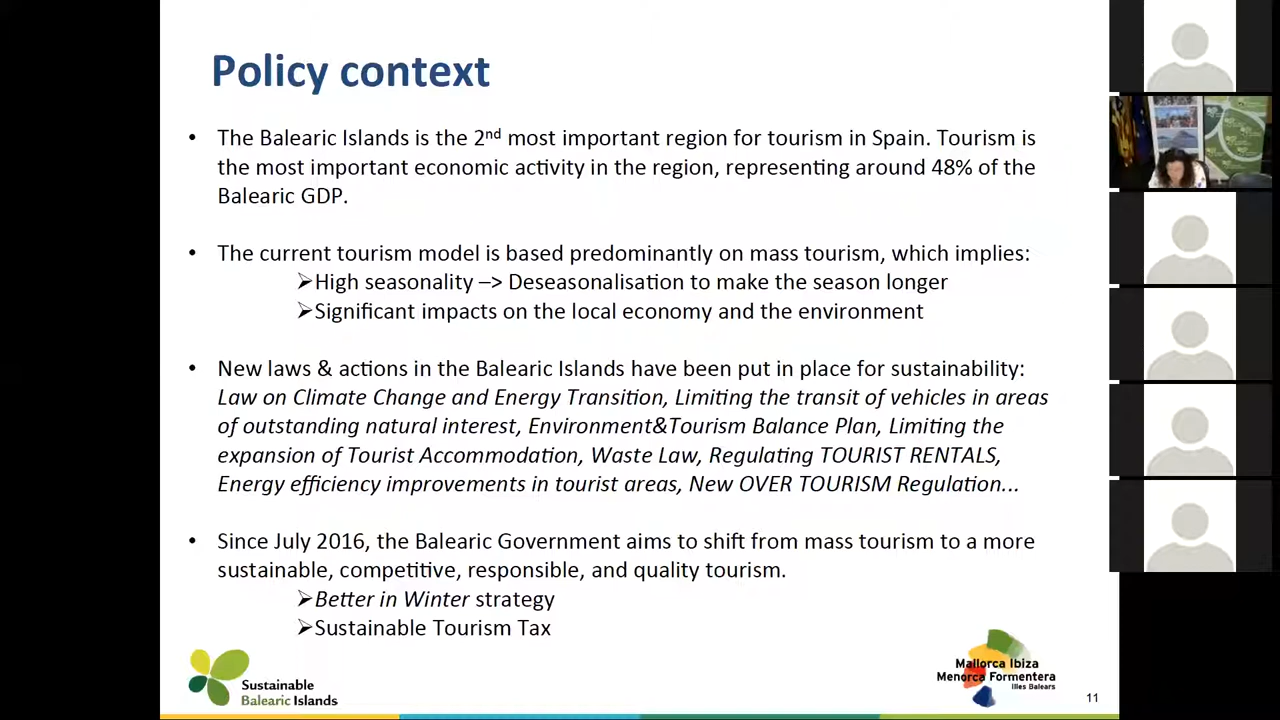 Policy context
• The Balearic Islands is the 2nd most important region for tourism in Spain. Tourism is
the most important economic activity in the region, representing around 48% of the
Balearic GDP.
• The current tourism model is based predominantly on mass tourism, which implies:
➢High seasonality –> Deseasonalisation to make the season longer
➢Significant impacts on the local economy and the environment
• New laws & actions in the Balearic Islands have been put in place for sustainability:
Law on Climate Change and Energy Transition, Limiting the transit of vehicles in areas
of outstanding natural interest, Environment&Tourism Balance Plan, Limiting the
expansion of Tourist Accommodation, Waste Law, Regulating TOURIST RENTALS,
Energy efficiency improvements in tourist areas, New OVER TOURISM Regulation...
• Since July 2016, the Balearic Government aims to shift from mass tourism to a more
sustainable, competitive, responsible, and quality tourism.
➢Better in Winter strategy
➢Sustainable Tourism Tax
Sustainable
Balearic Islands
Mallorca Ibiza
Menorca Formentera
Illes Balears
11